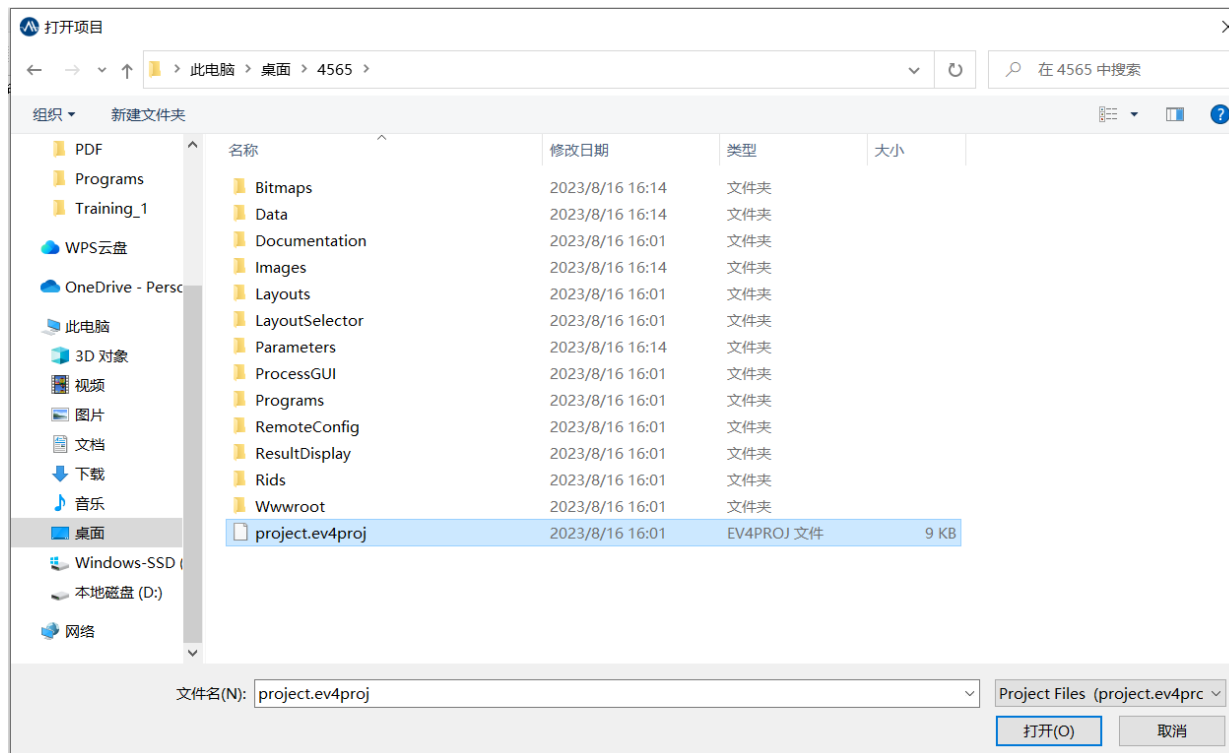 打开项目
此电脑 桌面 4565 在 4565 中搜索
组织 新建文件夹
PDF
Programs
Training_1
WPS云盘
OneDrive - Perso
此电脑
3D 对象
视频
图片
文档
下载
音乐
桌面
Windows-SSD (
本地磁盘 (D:)
网络
名称 修改日期 类型 大小
Bitmaps 2023/8/16 16:14 文件夹
Data 2023/8/16 16:14 文件夹
Documentation 2023/8/16 16:01 文件夹
Images 2023/8/16 16:14 文件夹
Layouts 2023/8/16 16:01 文件夹
LayoutSelector 2023/8/16 16:01 文件夹
Parameters 2023/8/16 16:14 文件夹
ProcessGUI 2023/8/16 16:01 文件夹
Programs 2023/8/16 16:01 文件夹
RemoteConfig 2023/8/16 16:01 文件夹
ResultDisplay 2023/8/16 16:01 文件夹
Rids 2023/8/16 16:01 文件夹
Wwwroot 2023/8/16 16:01 文件夹
project.ev4proj 2023/8/16 16:01 EV4PROJ 文件 9 KB
文件名(N): project.ev4proj Project Files (project.ev4prc
打开(O) 取消